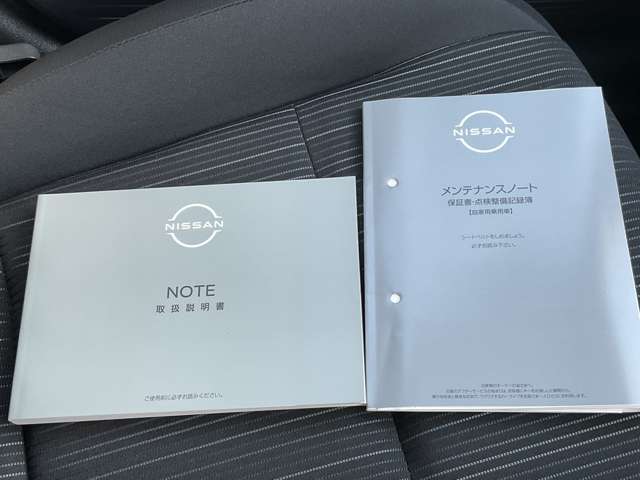 NISSAN
NOTE
取扱説明書
ご使用前に必ずお読みください。
NISSAN
メンテナンスノート
保証書・点検整備記録簿
【自家用乗用車】
シートベルトをしめましょう。
必ずお読み下さい。